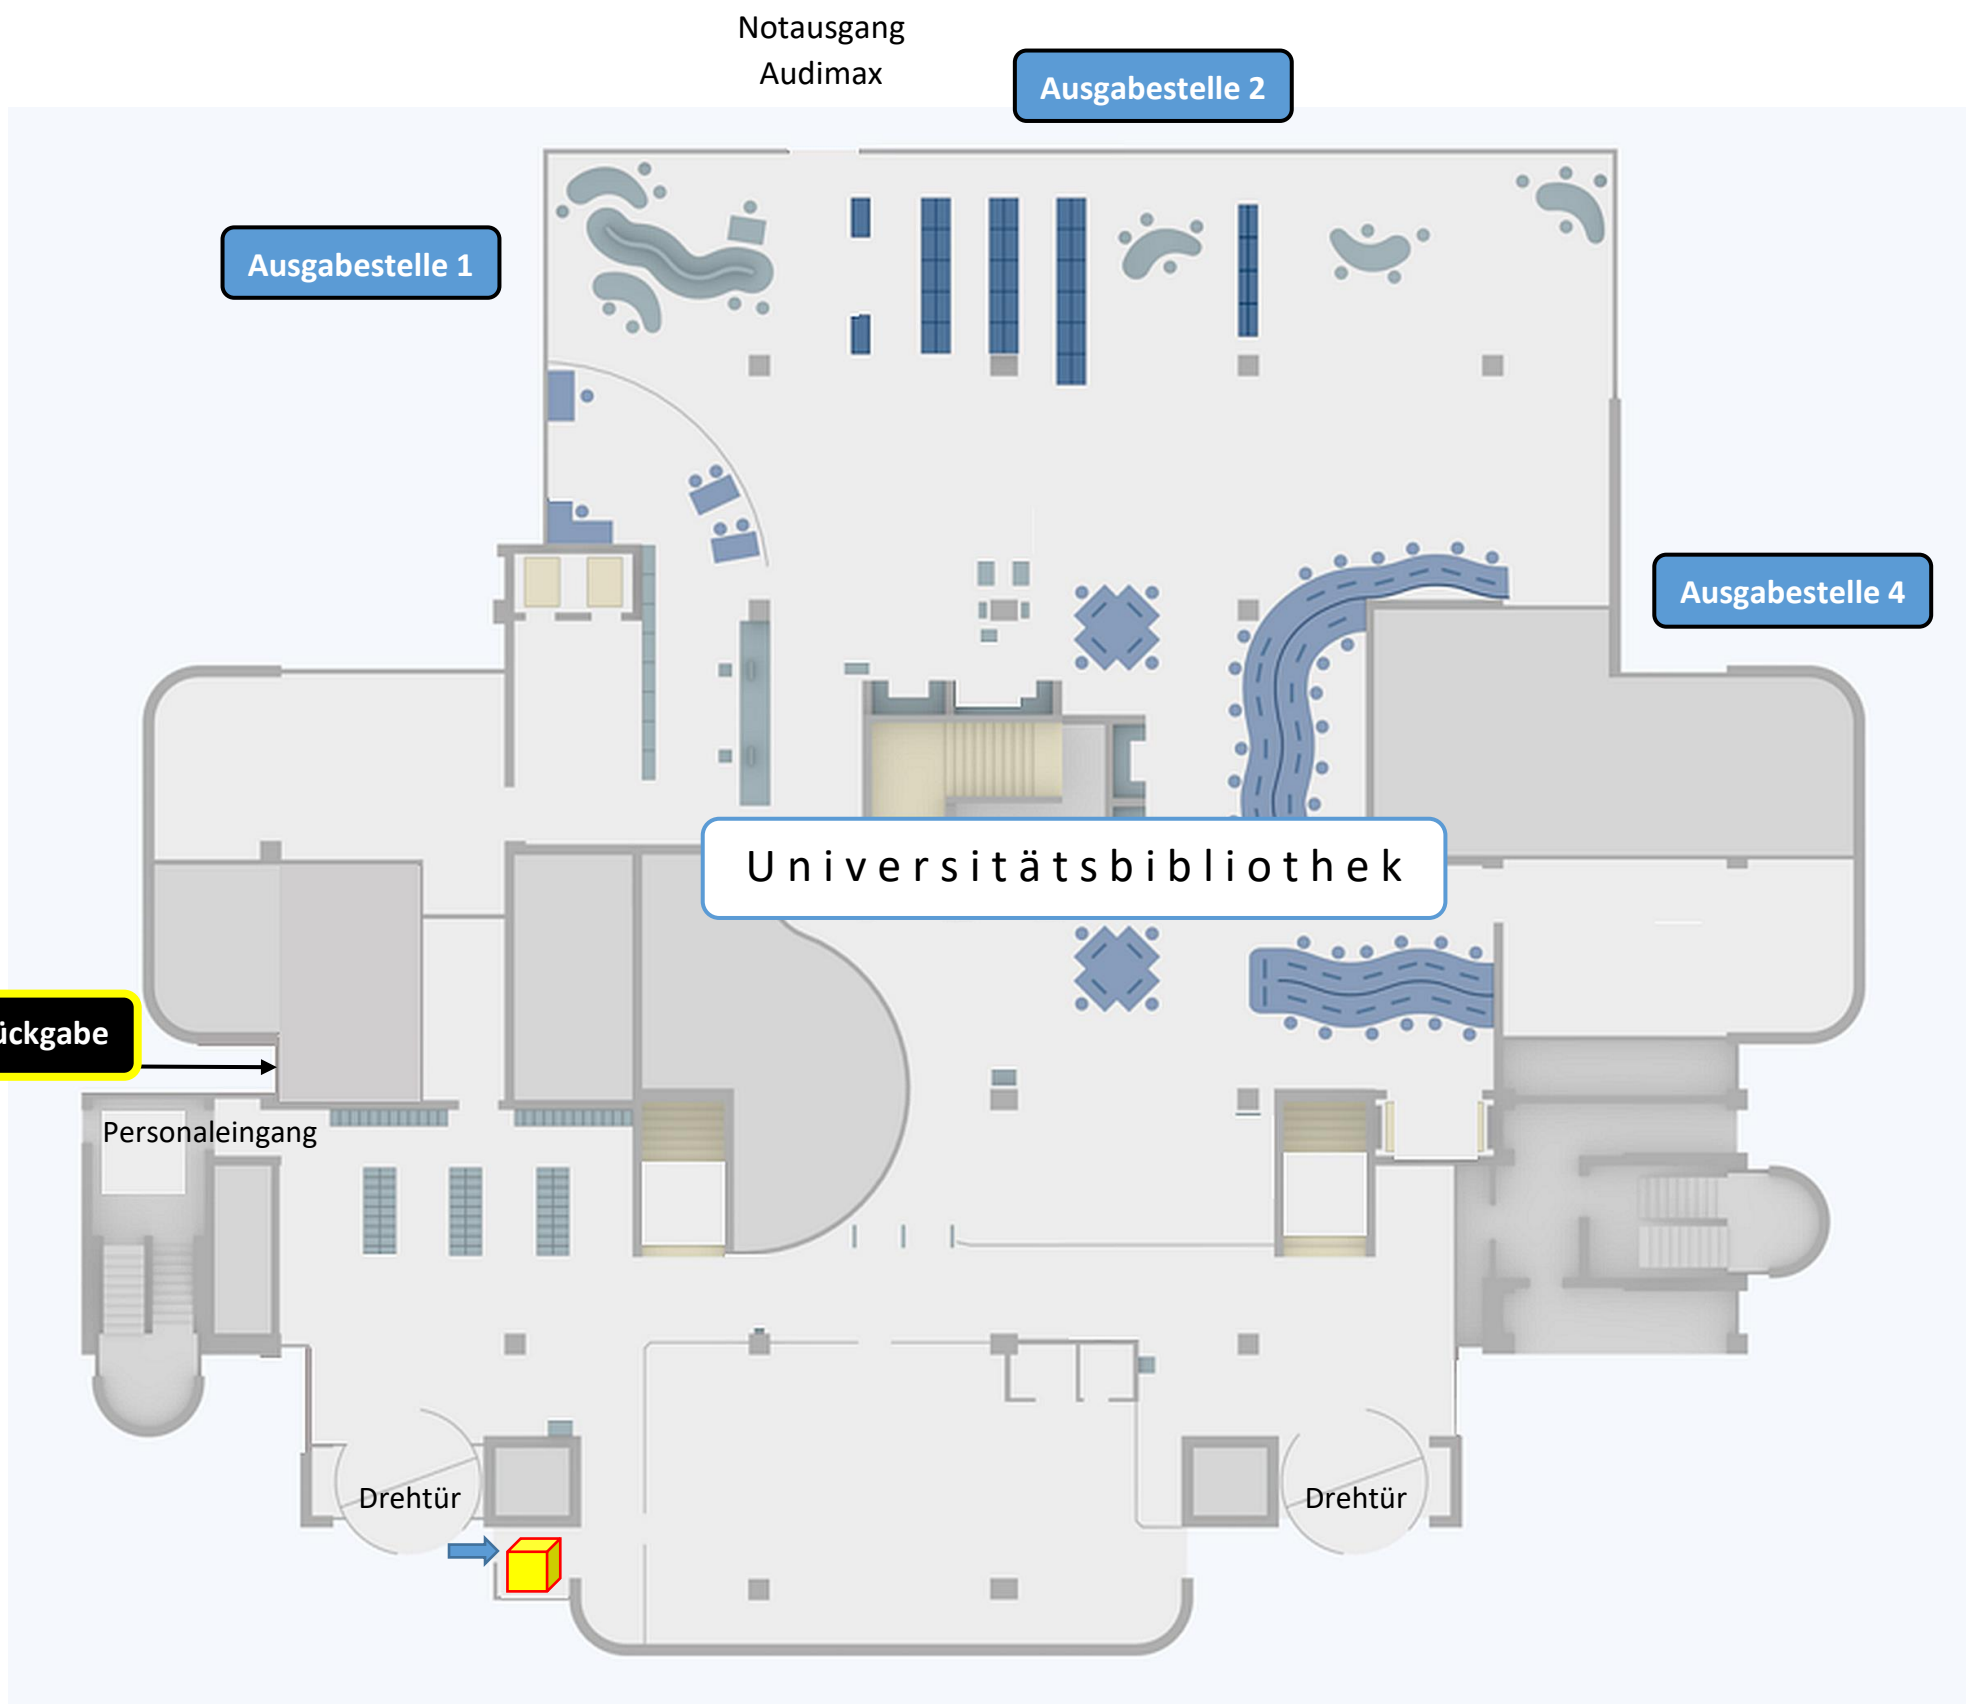 Notausgang
Audimax
Ausgabestelle 2
Ausgabestelle 1
Ausgabestelle 4
Universitätsbibliothek
ückgabe
Personaleingang
Drehtür
Drehtür